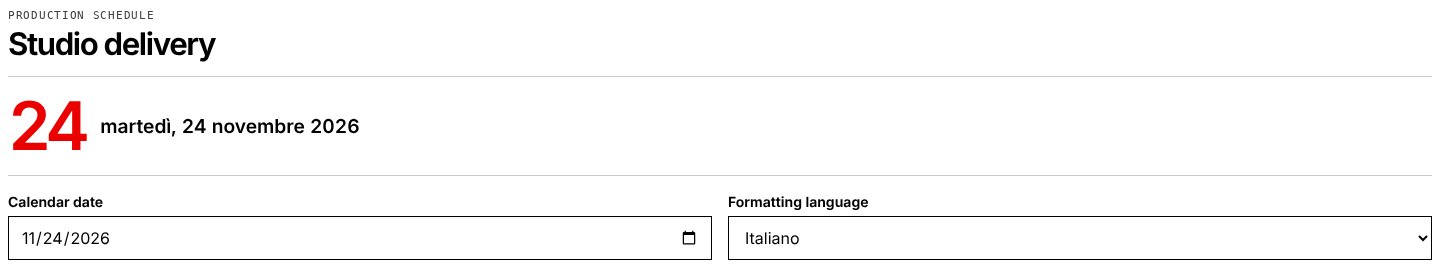 PRODUCTION SCHEDULE
Studio delivery
24 martedì, 24 novembre 2026
Calendar date Formatting language
11/24/2026 Italiano